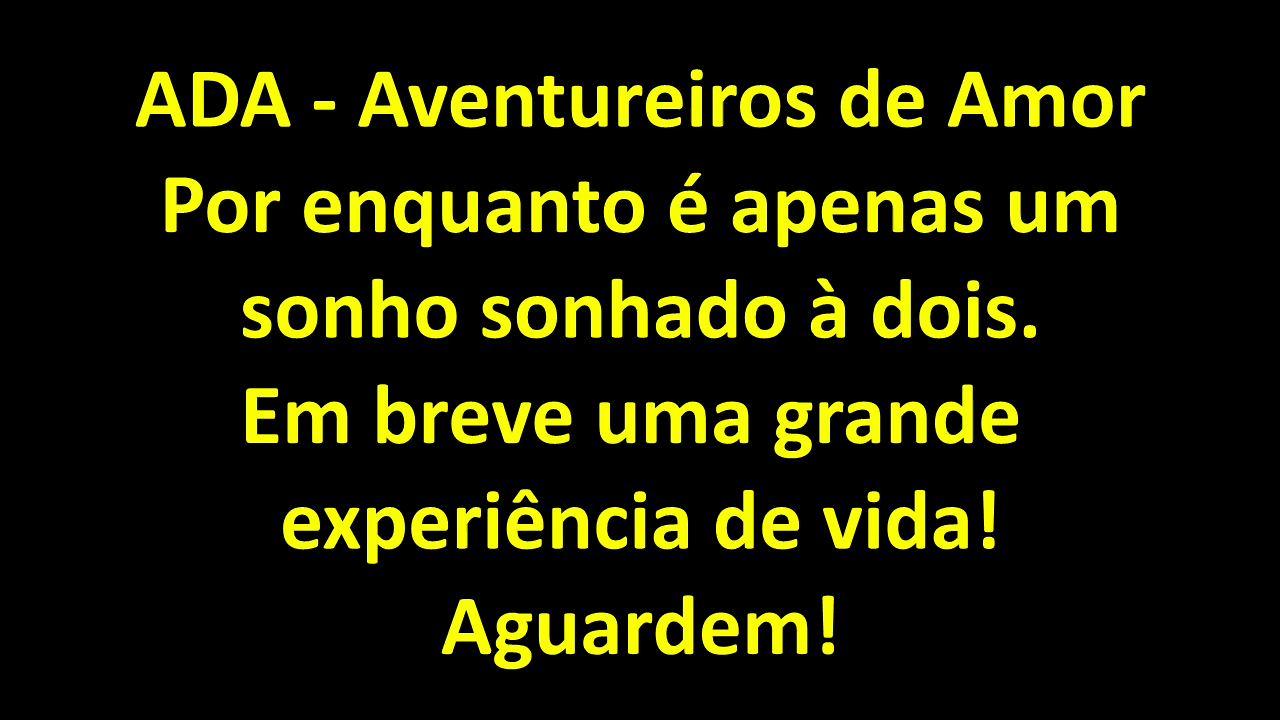 ADA - Aventureiros de Amor
Por enquanto é apenas um
sonho sonhado à dois.
Em breve uma grande
experiência de vida!
Aguardem!